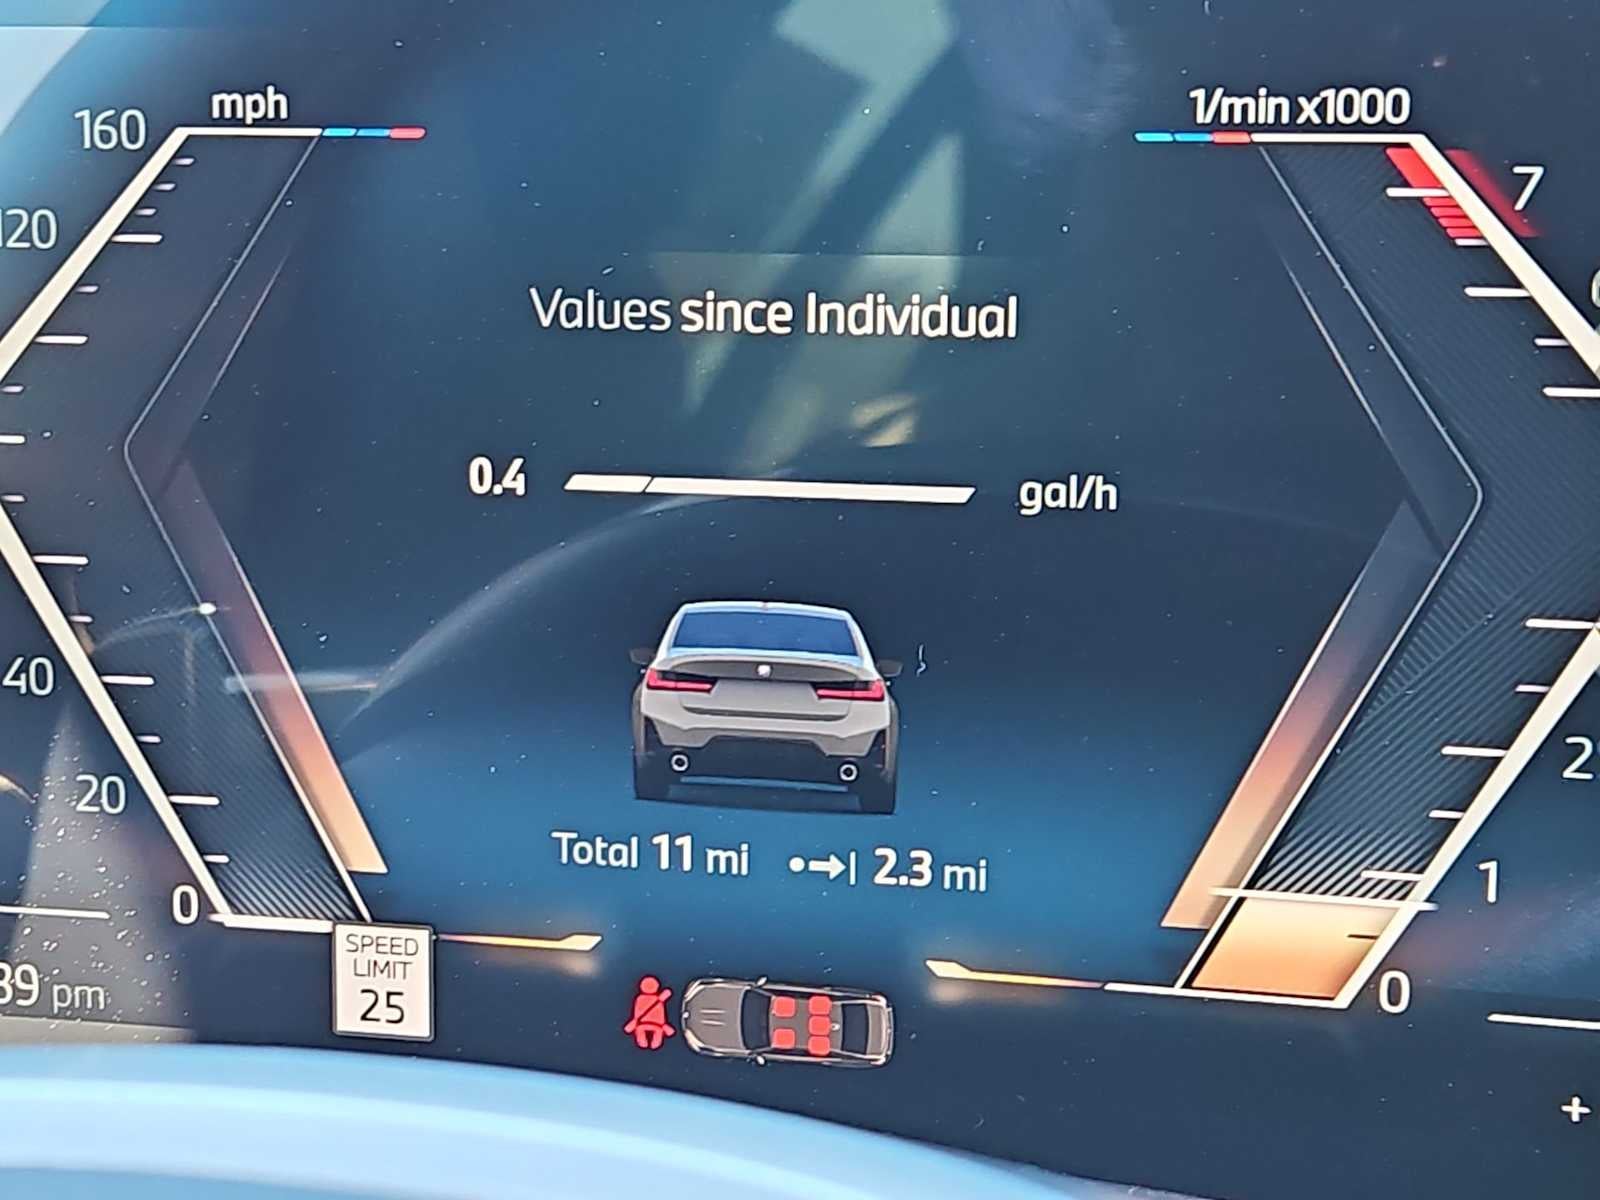 mph
1/min x1000
160
7
120
Values since Individual
0.4 gal/h
40
2
20
1
Total 11 mi 2.3 mi
0
SPEED
LIMIT
25
0
39 pm
+